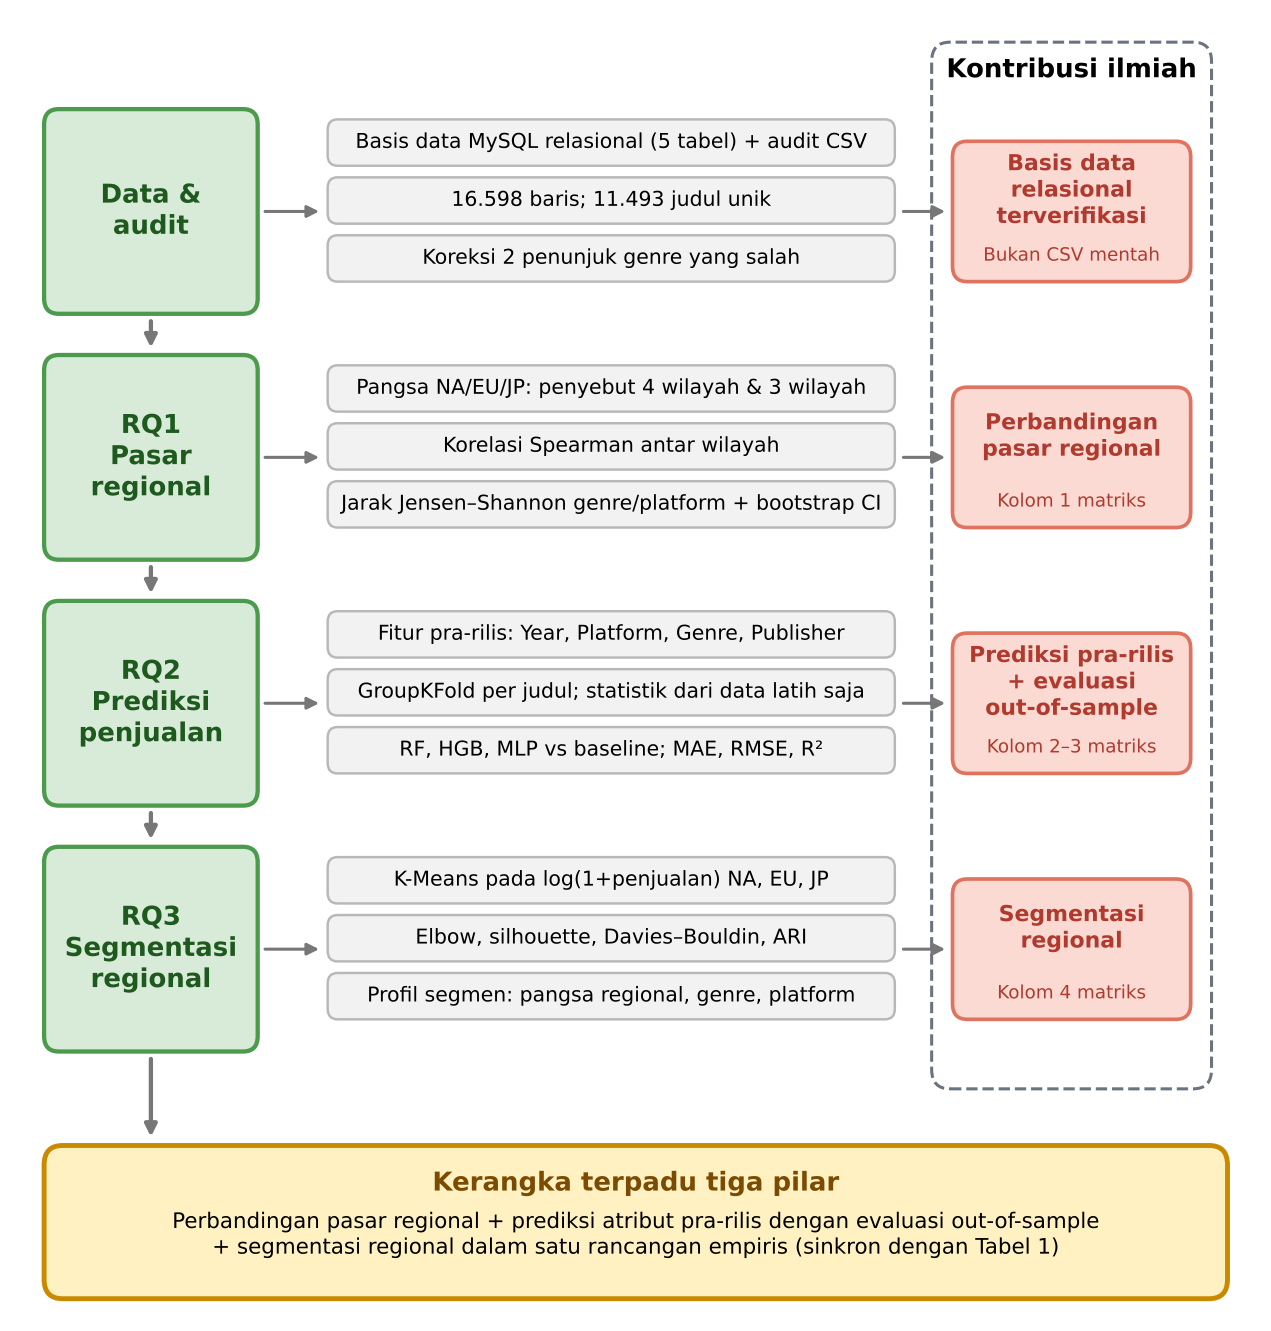 Kontribusi ilmiah
Data &
audit
Basis data MySQL relasional (5 tabel) + audit CSV
16.598 baris; 11.493 judul unik
Koreksi 2 penunjuk genre yang salah
Basis data
relasional
terverifikasi
Bukan CSV mentah
RQ1
Pasar
regional
Pangsa NA/EU/JP: penyebut 4 wilayah & 3 wilayah
Korelasi Spearman antar wilayah
Jarak Jensen–Shannon genre/platform + bootstrap CI
Perbandingan
pasar regional
Kolom 1 matriks
RQ2
Prediksi
penjualan
Fitur pra-rilis: Year, Platform, Genre, Publisher
GroupKFold per judul; statistik dari data latih saja
RF, HGB, MLP vs baseline; MAE, RMSE, R²
Prediksi pra-rilis
+ evaluasi
out-of-sample
Kolom 2–3 matriks
RQ3
Segmentasi
regional
K-Means pada log(1+penjualan) NA, EU, JP
Elbow, silhouette, Davies–Bouldin, ARI
Profil segmen: pangsa regional, genre, platform
Segmentasi
regional
Kolom 4 matriks
Kerangka terpadu tiga pilar
Perbandingan pasar regional + prediksi atribut pra-rilis dengan evaluasi out-of-sample
+ segmentasi regional dalam satu rancangan empiris (sinkron dengan Tabel 1)